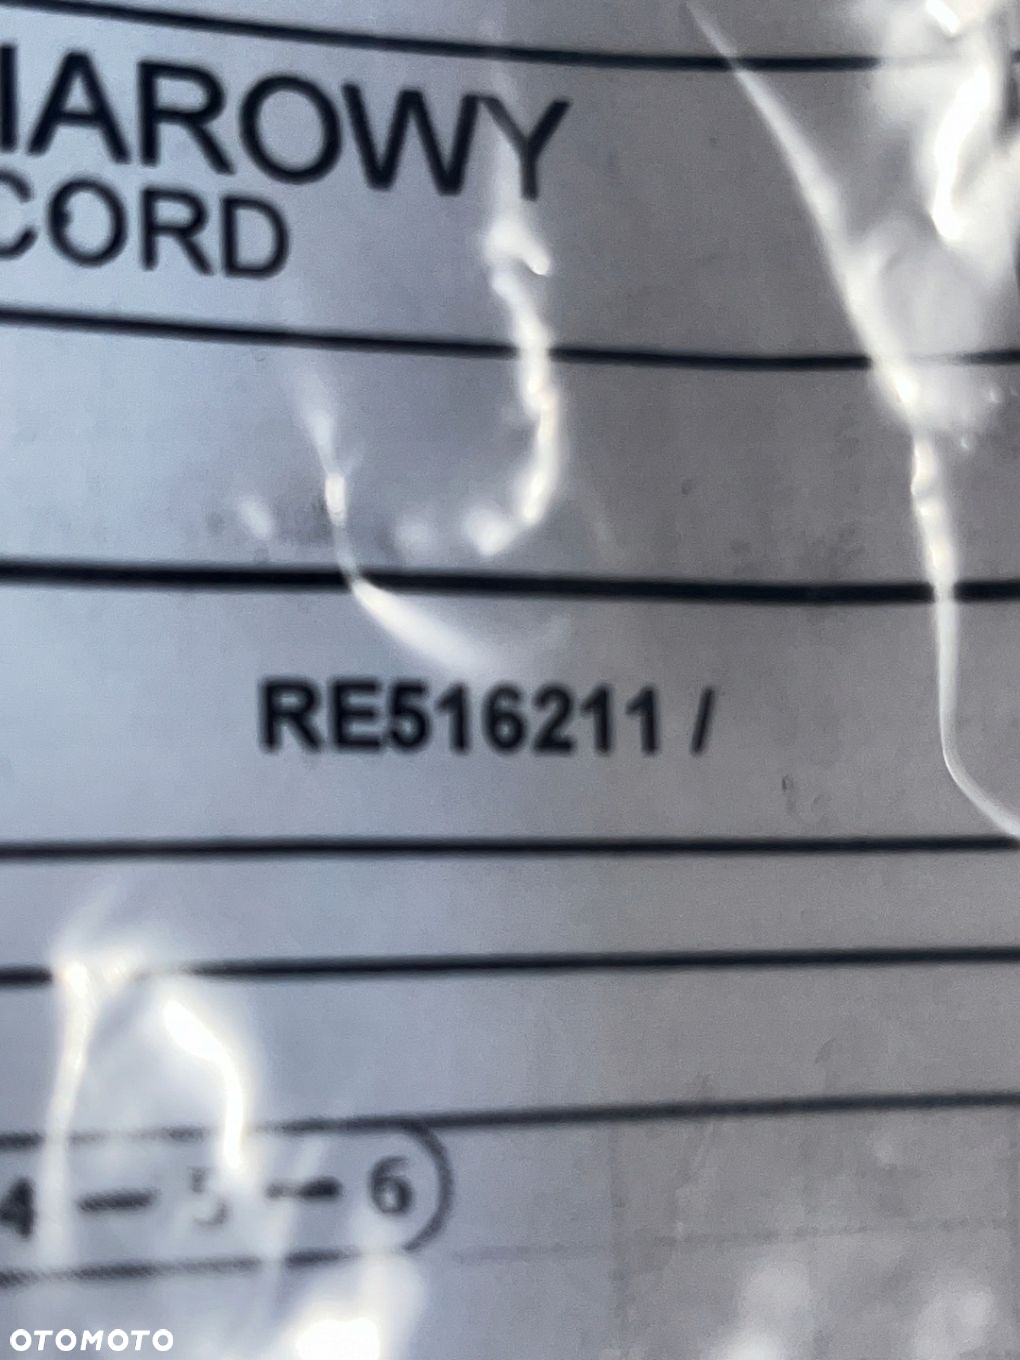 IAROWY
CORD
RE516211 /
4 – 5 – 6
OTOMOTO